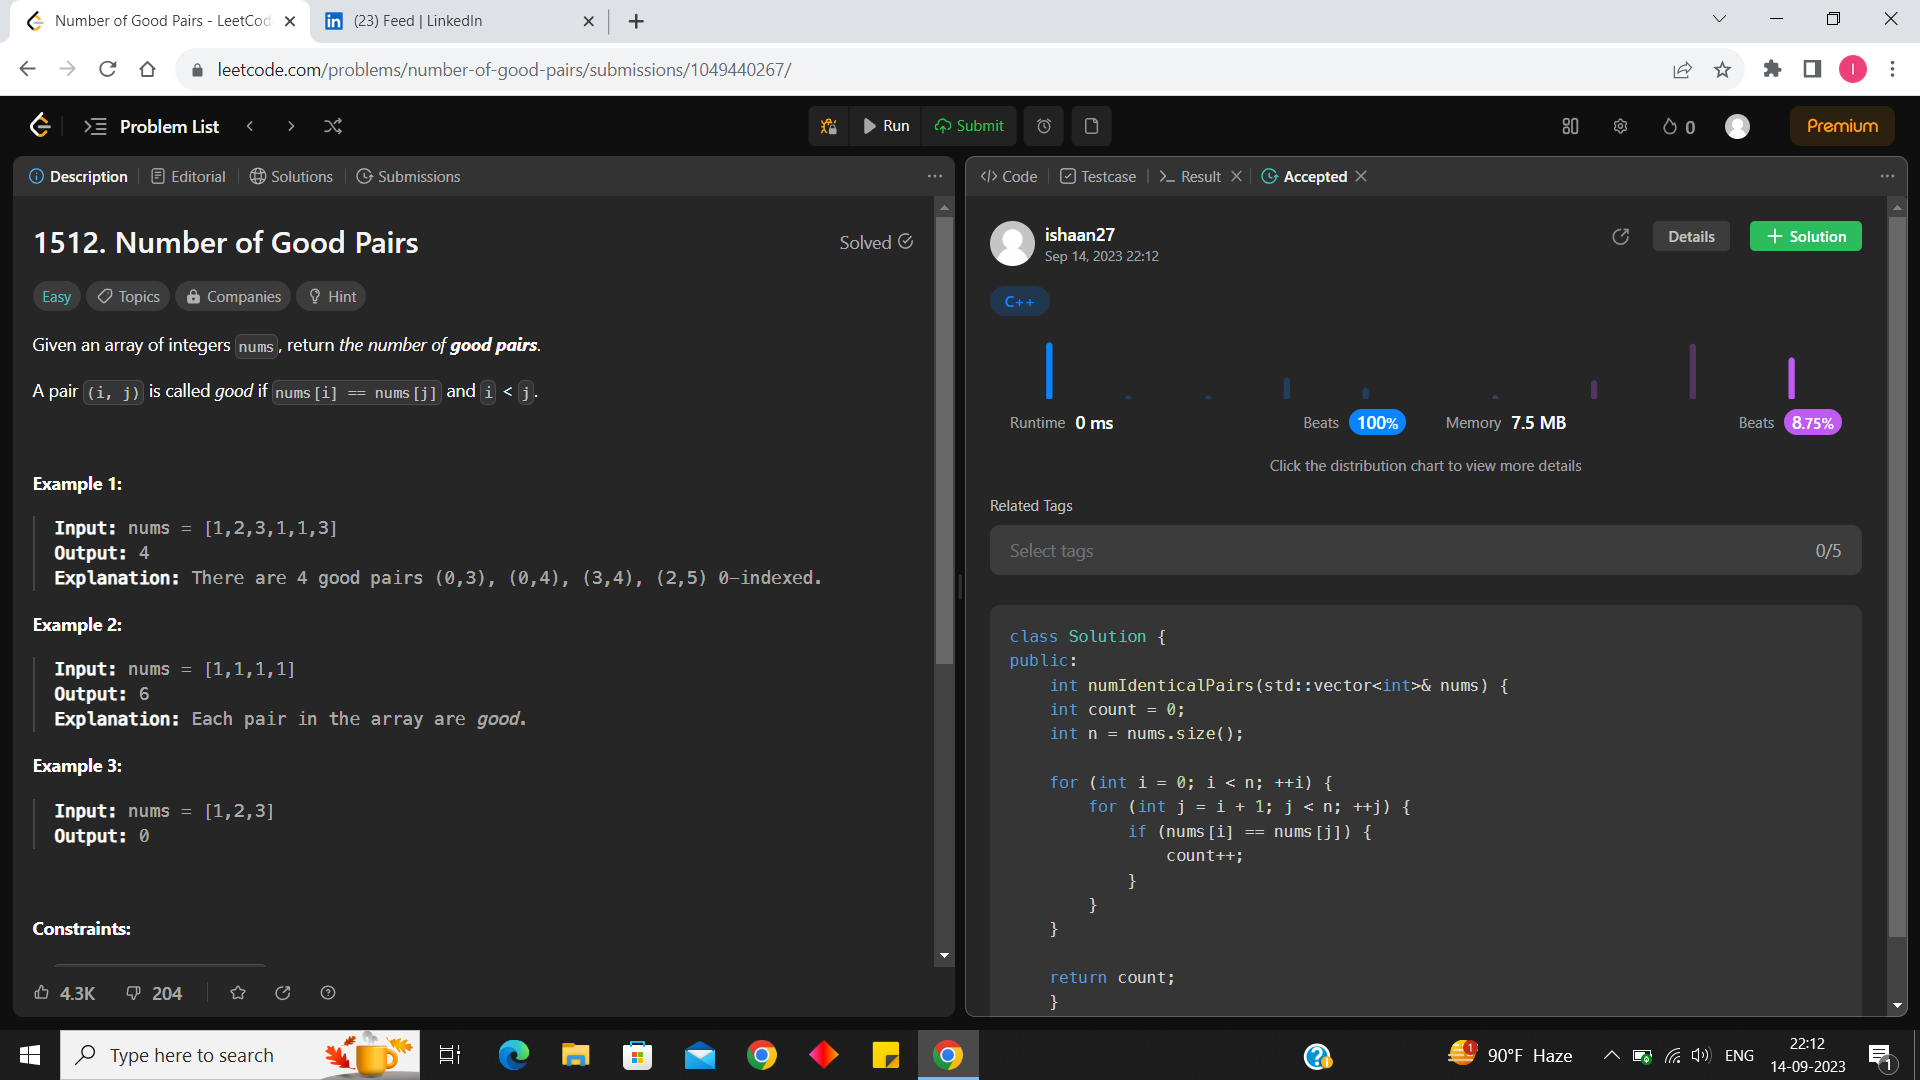 Number of Good Pairs - LeetCod
(23) Feed | LinkedIn
leetcode.com/problems/number-of-good-pairs/submissions/1049440267/
I
Problem List
Run
Submit
0
Premium
Description
Editorial
Solutions
Submissions
1512. Number of Good Pairs
Solved
Easy
Topics
Companies
Hint
Given an array of integers nums, return the number of good pairs.
A pair (i, j) is called good if nums[i] == nums[j] and i < j.
Example 1:
Input: nums = [1,2,3,1,1,3]
Output: 4
Explanation: There are 4 good pairs (0,3), (0,4), (3,4), (2,5) 0-indexed.
Example 2:
Input: nums = [1,1,1,1]
Output: 6
Explanation: Each pair in the array are good.
Example 3:
Input: nums = [1,2,3]
Output: 0
Constraints:
4.3K
204
Code
Testcase
Result
Accepted
ishaan27
Sep 14, 2023 22:12
Details
Solution
C++
Runtime 0 ms
Beats 100%
Memory 7.5 MB
Beats 8.75%
Click the distribution chart to view more details
Related Tags
Select tags
0/5
class Solution {
public:
    int numIdenticalPairs(std::vector<int>& nums) {
    int count = 0;
    int n = nums.size();
    for (int i = 0; i < n; ++i) {
        for (int j = i + 1; j < n; ++j) {
            if (nums[i] == nums[j]) {
                count++;
            }
        }
    }
    return count;
    }
Type here to search
1
90°F Haze
ENG
22:12
14-09-2023
1